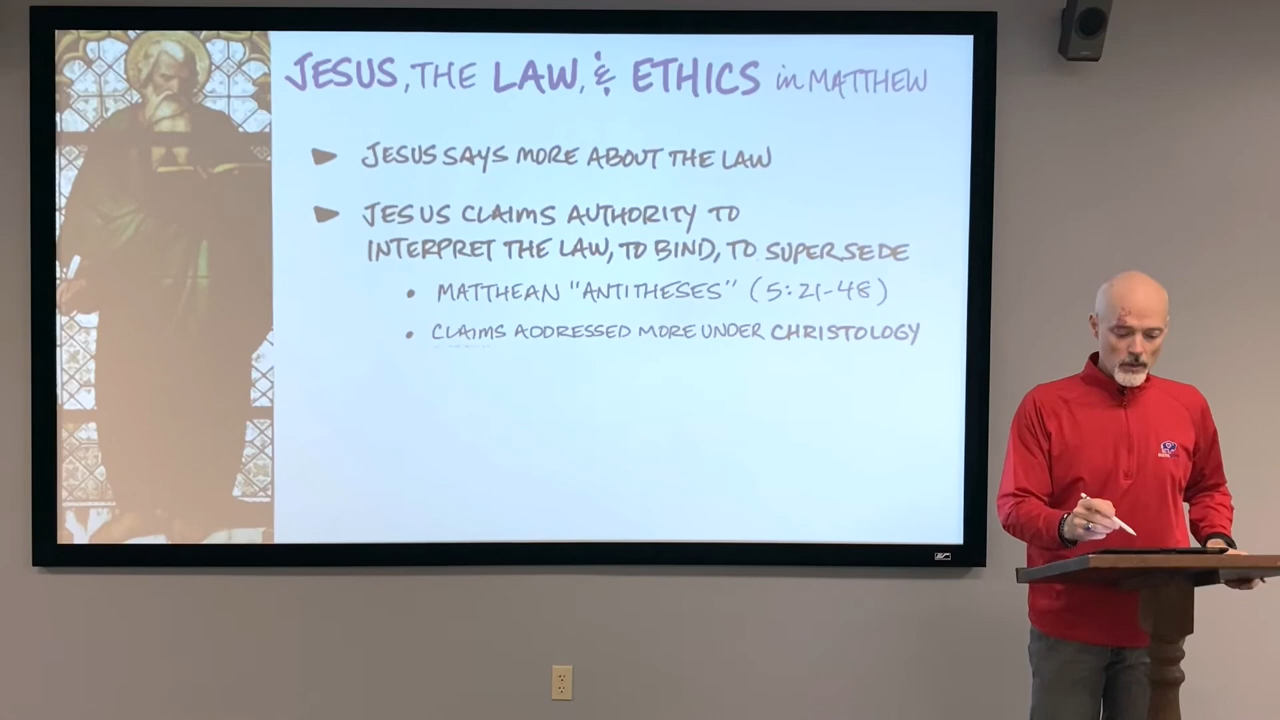 JESUS, THE LAW, & ETHICS in MATTHEW
JESUS SAYS MORE ABOUT THE LAW
JESUS CLAIMS AUTHORITY TO
INTERPRET THE LAW, TO BIND, TO SUPERSEDE
• MATTHEAN "ANTITHESES" (5:21-48)
• CLAIMS ADDRESSED MORE UNDER CHRISTOLOGY